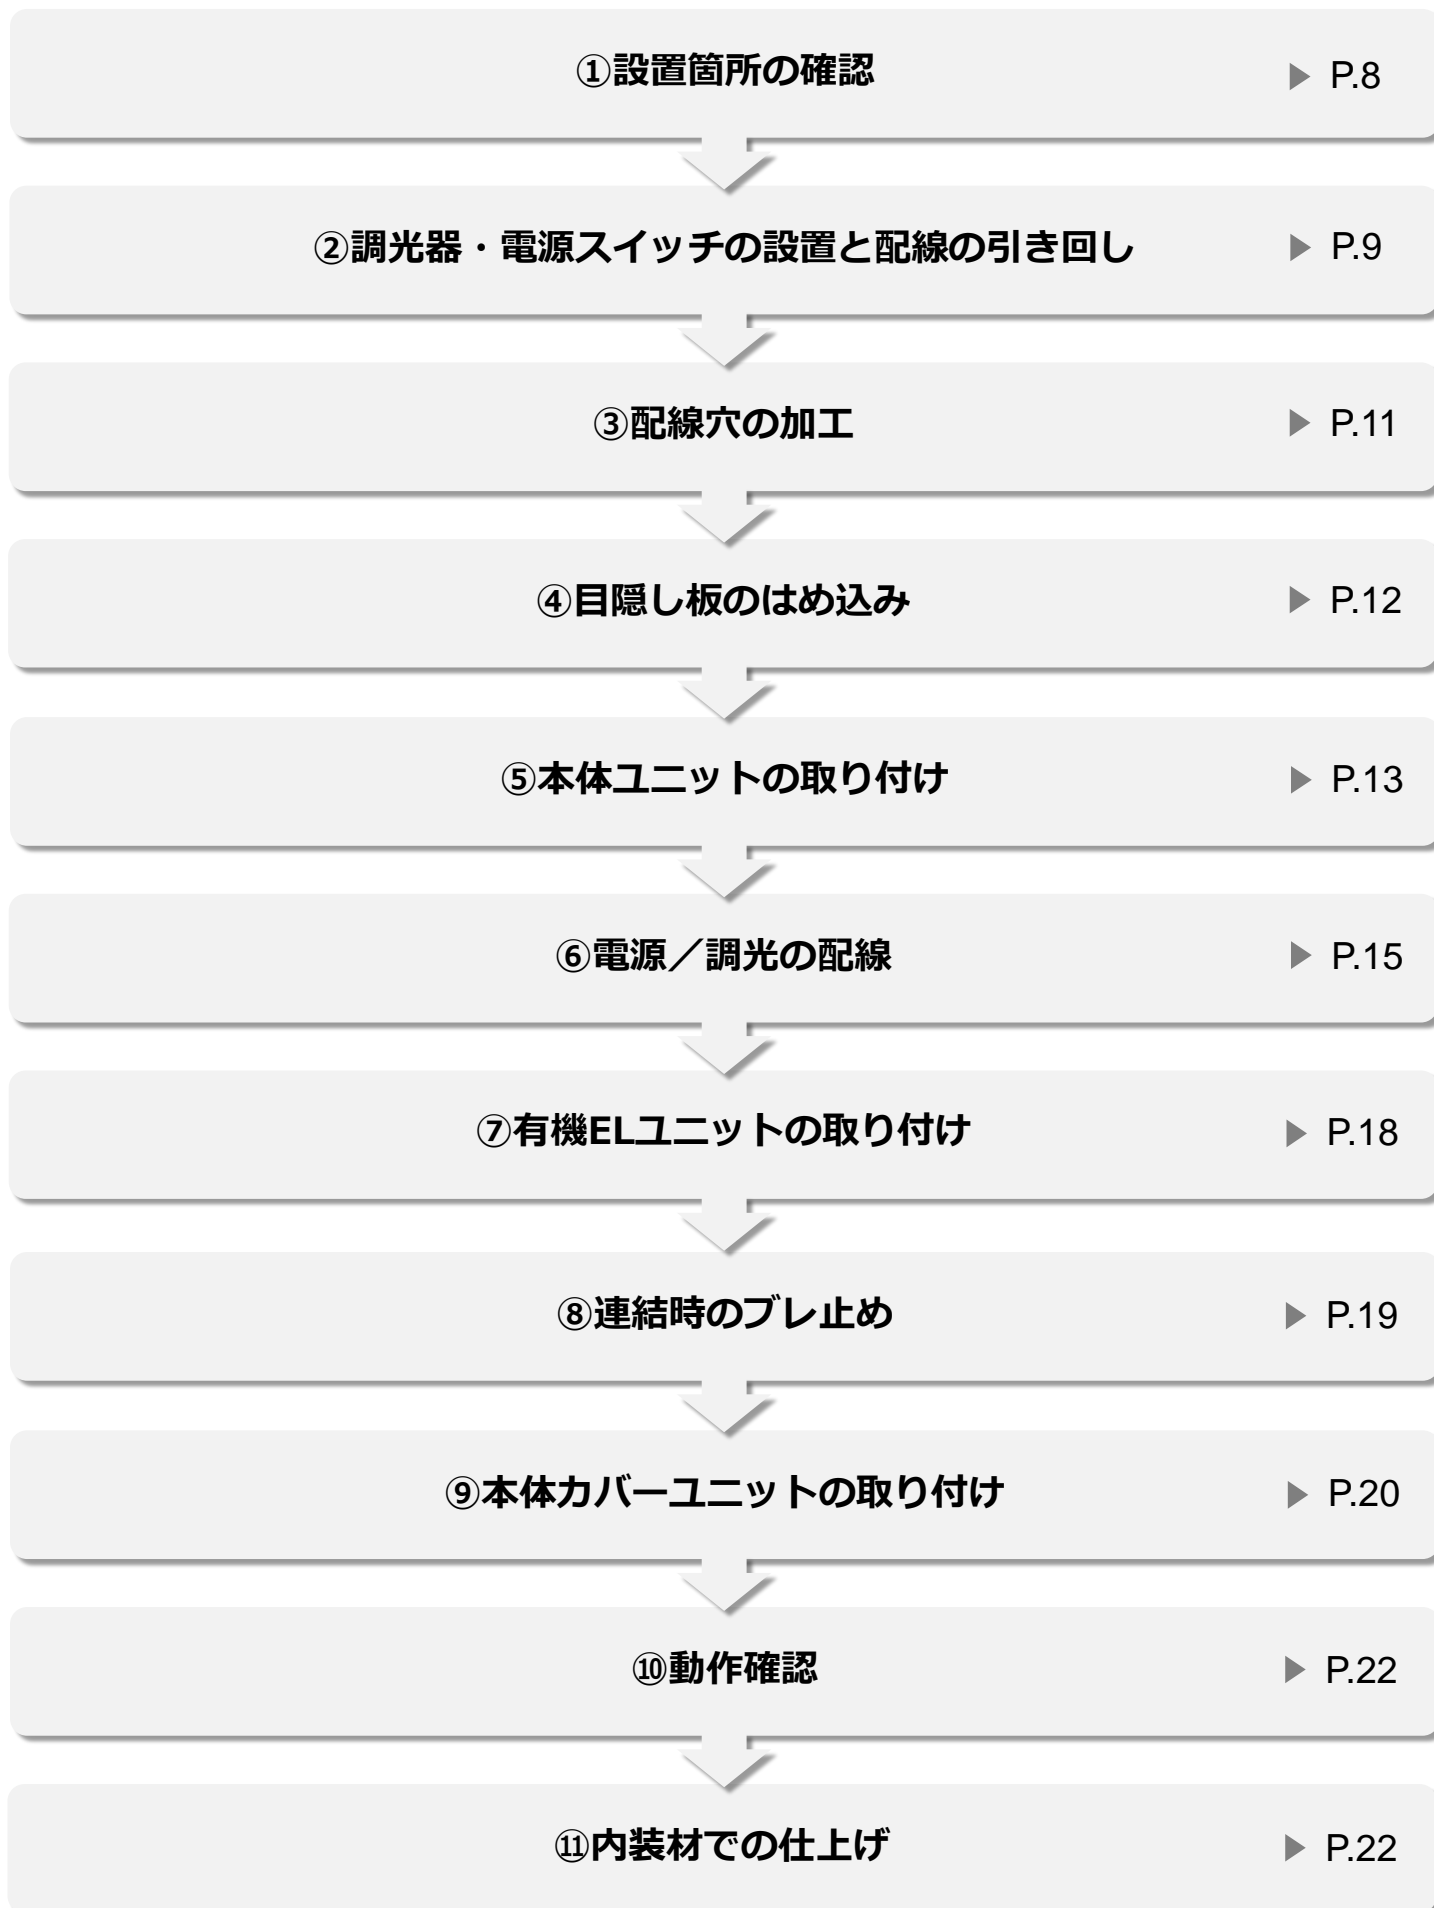 ①設置箇所の確認 ▶ P.8
②調光器・電源スイッチの設置と配線の引き回し ▶ P.9
③配線穴の加工 ▶ P.11
④目隠し板のはめ込み ▶ P.12
⑤本体ユニットの取り付け ▶ P.13
⑥電源／調光の配線 ▶ P.15
⑦有機ELユニットの取り付け ▶ P.18
⑧連結時のブレ止め ▶ P.19
⑨本体カバーユニットの取り付け ▶ P.20
⑩動作確認 ▶ P.22
⑪内装材での仕上げ ▶ P.22